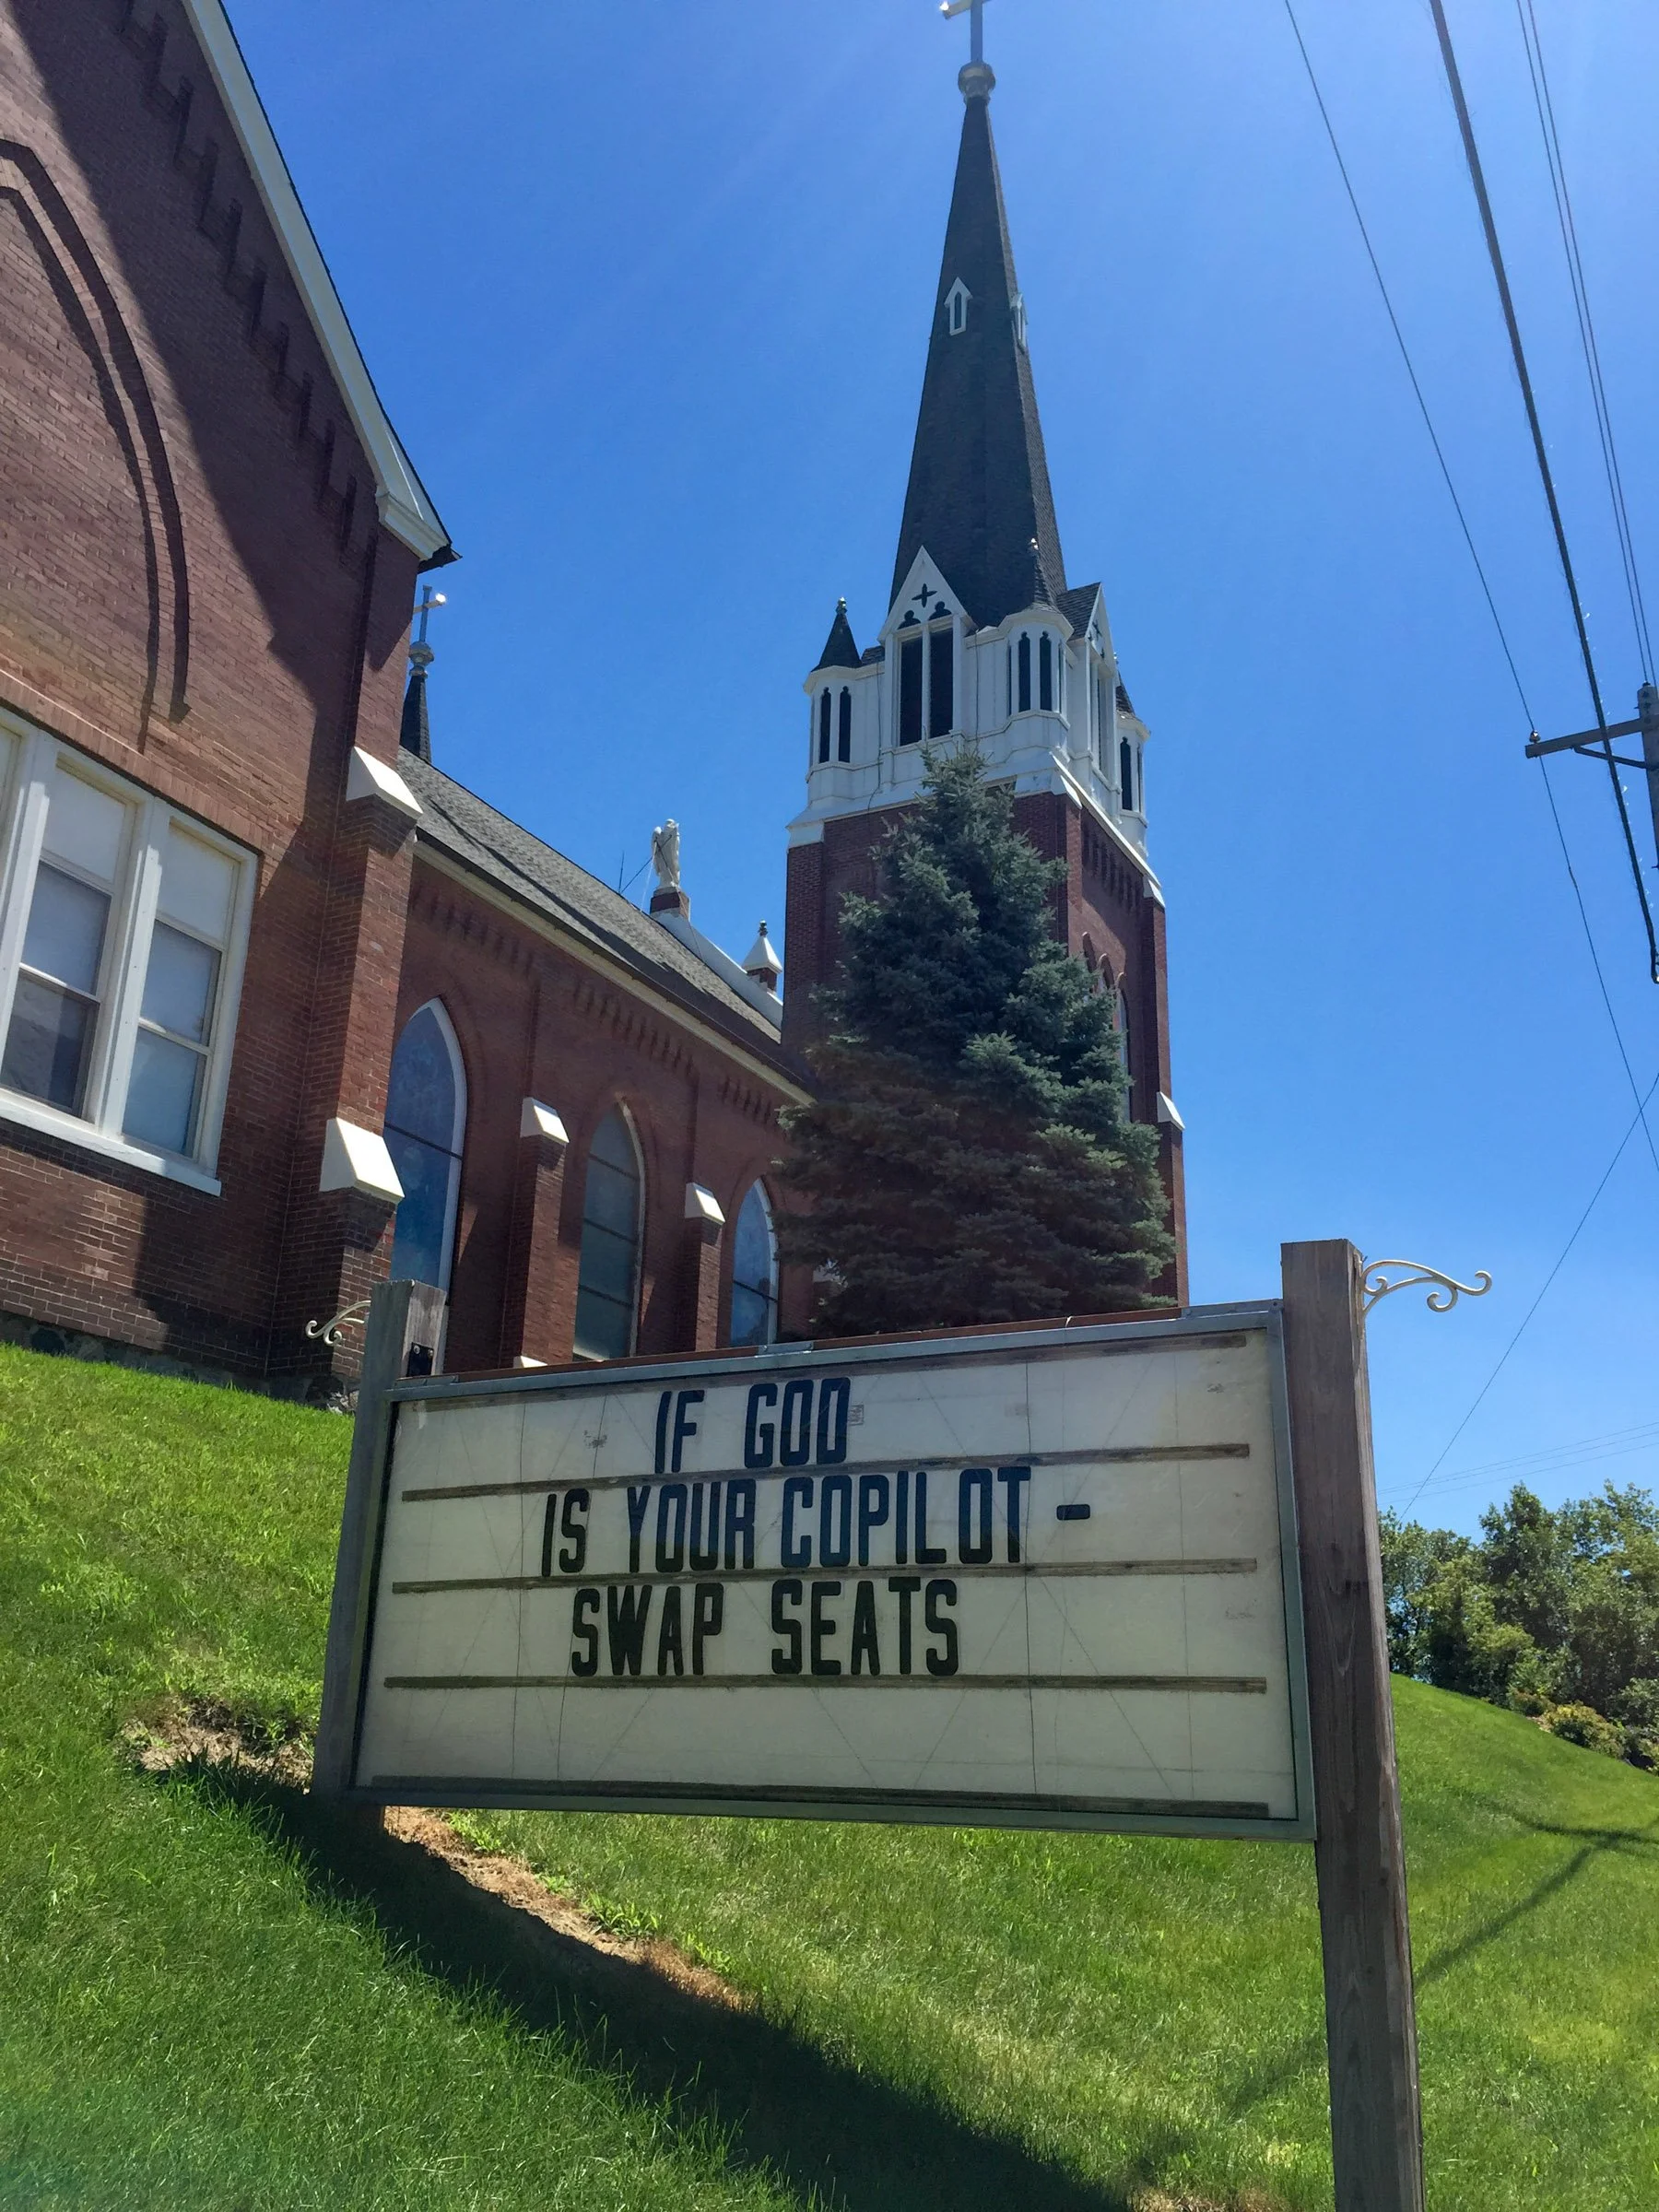 IF GOD
IS YOUR COPILOT -
SWAP SEATS